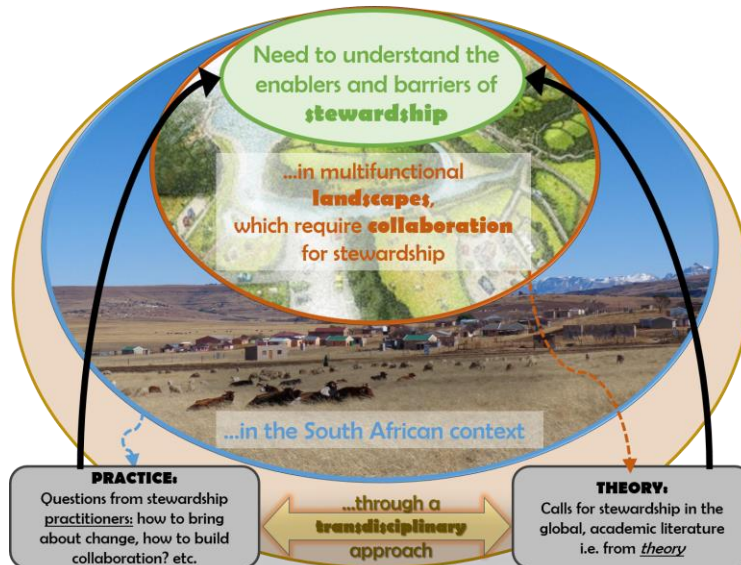 Need to understand the
enablers and barriers of
stewardship
...in multifunctional
landscapes,
which require collaboration
for stewardship
...in the South African context
PRACTICE:
Questions from stewardship
practitioners: how to bring
about change, how to build
collaboration? etc.
...through a
transdisciplinary
approach
THEORY:
Calls for stewardship in the
global, academic literature
i.e. from theory